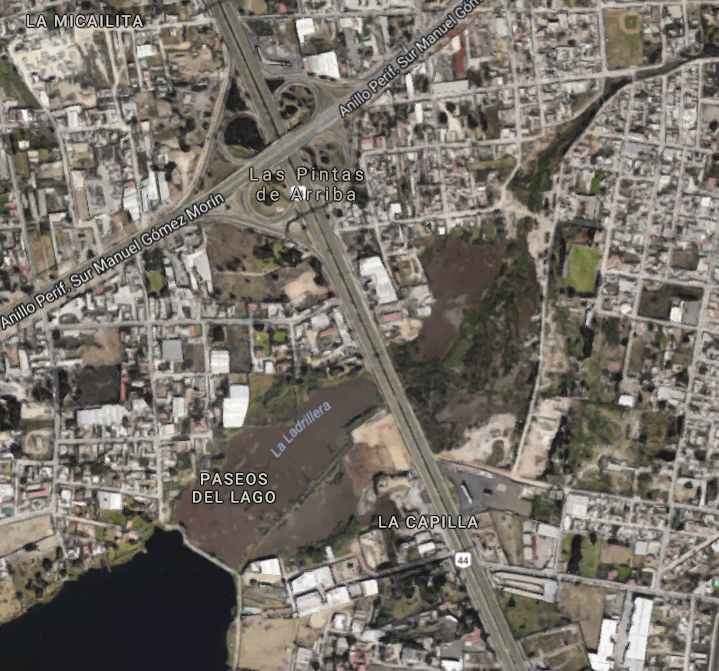 LA MICAILITA
Anillo Perif. Sur Manuel Góm
Las Pintas
de Arriba
Anillo Perif. Sur Manuel Gómez Morín
La Ladrillera
PASEOS
DEL LAGO
LA CAPILLA
44